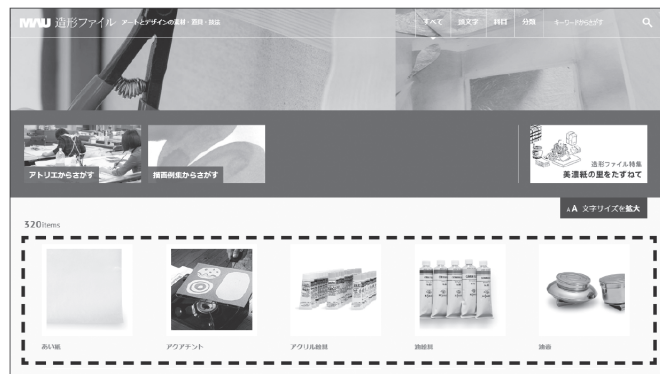 MAU 造形ファイル アートとデザインの素材・道具・技法
すべて 頭文字 科目 分類 キーワードからさがす
アトリエからさがす
描画例集からさがす
造形ファイル特集
美濃紙の里をたずねて
AA 文字サイズを拡大
320items
あい紙
アクアチント
アクリル絵具
油絵具
油壺